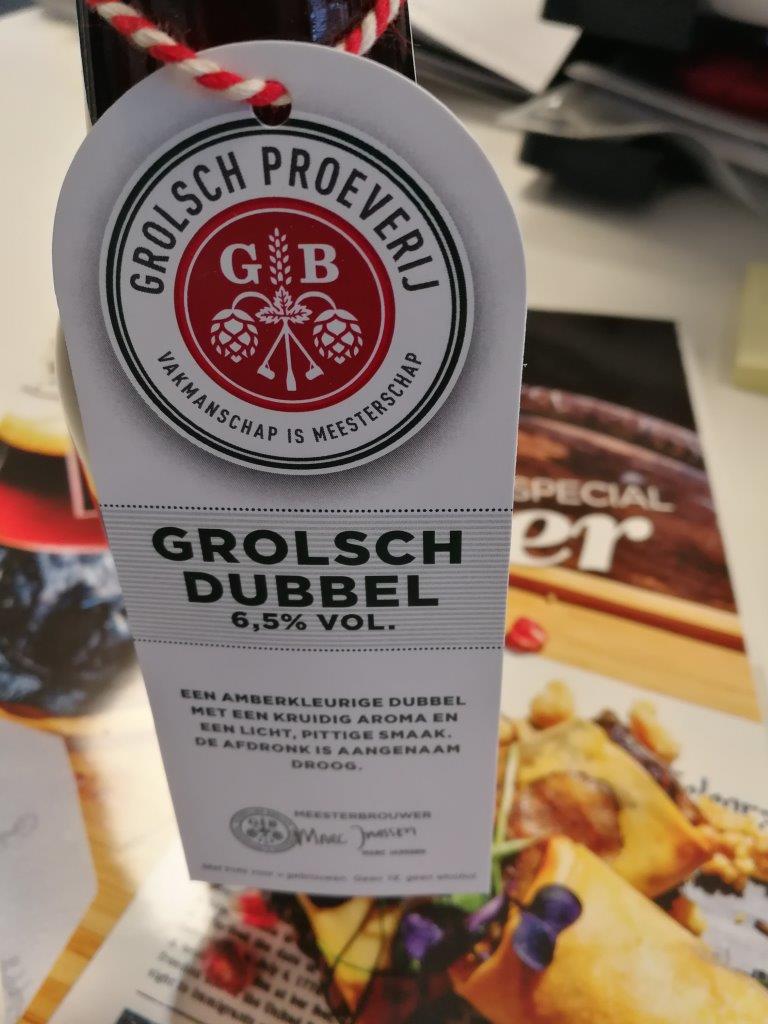 GROLSCH PROEVERIJ
G B
VAKMANSCHAP IS MEESTERSCHAP
GROLSCH
DUBBEL
6,5% VOL.
EEN AMBERKLEURIGE DUBBEL
MET EEN KRUIDIG AROMA EN
EEN LICHT, PITTIGE SMAAK.
DE AFDRONK IS AANGENAAM
DROOG.
MEESTERBROUWER
Marc Janssen
MARC JANSSEN
SPECIAL
er